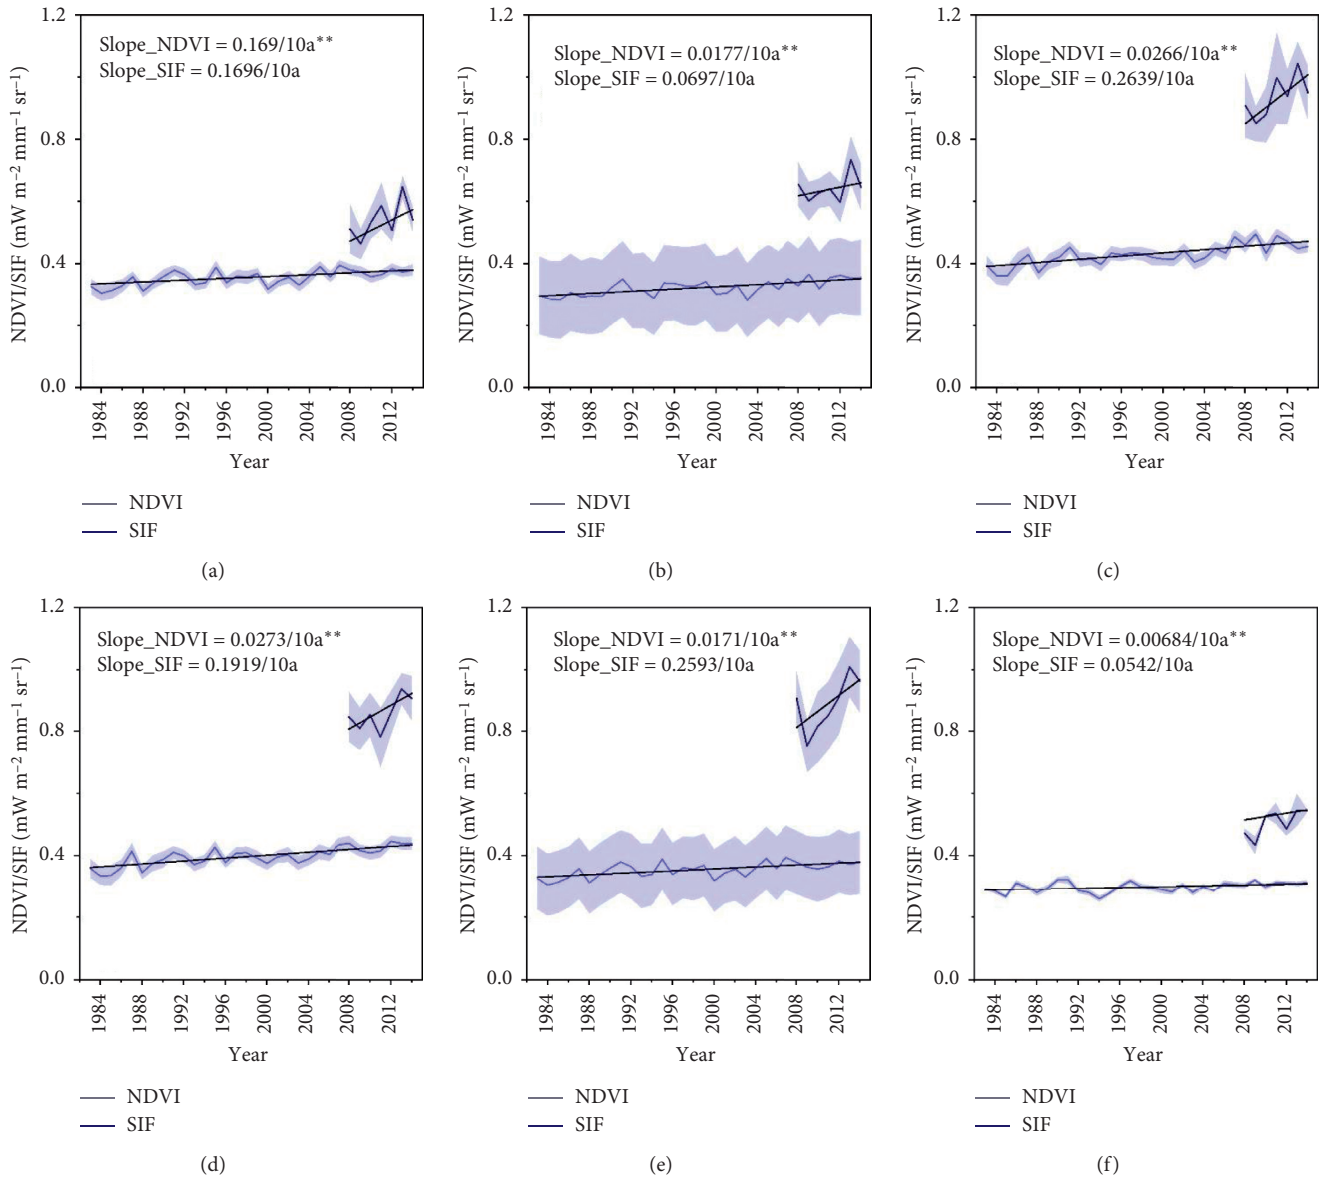 NDVI/SIF (mW m⁻² mm⁻¹ sr⁻¹)
1.2
0.8
0.4
0.0
Slope_NDVI = 0.169/10a**
Slope_SIF = 0.1696/10a
1984
1988
1992
1996
2000
2004
2008
2012
Year
NDVI
SIF
(a)
NDVI/SIF (mW m⁻² mm⁻¹ sr⁻¹)
1.2
0.8
0.4
0.0
Slope_NDVI = 0.0177/10a**
Slope_SIF = 0.0697/10a
1984
1988
1992
1996
2000
2004
2008
2012
Year
NDVI
SIF
(b)
NDVI/SIF (mW m⁻² mm⁻¹ sr⁻¹)
1.2
0.8
0.4
0.0
Slope_NDVI = 0.0266/10a**
Slope_SIF = 0.2639/10a
1984
1988
1992
1996
2000
2004
2008
2012
Year
NDVI
SIF
(c)
NDVI/SIF (mW m⁻² mm⁻¹ sr⁻¹)
1.2
0.8
0.4
0.0
Slope_NDVI = 0.0273/10a**
Slope_SIF = 0.1919/10a
1984
1988
1992
1996
2000
2004
2008
2012
Year
NDVI
SIF
(d)
NDVI/SIF (mW m⁻² mm⁻¹ sr⁻¹)
1.2
0.8
0.4
0.0
Slope_NDVI = 0.0171/10a**
Slope_SIF = 0.2593/10a
1984
1988
1992
1996
2000
2004
2008
2012
Year
NDVI
SIF
(e)
NDVI/SIF (mW m⁻² mm⁻¹ sr⁻¹)
1.2
0.8
0.4
0.0
Slope_NDVI = 0.00684/10a**
Slope_SIF = 0.0542/10a
1984
1988
1992
1996
2000
2004
2008
2012
Year
NDVI
SIF
(f)